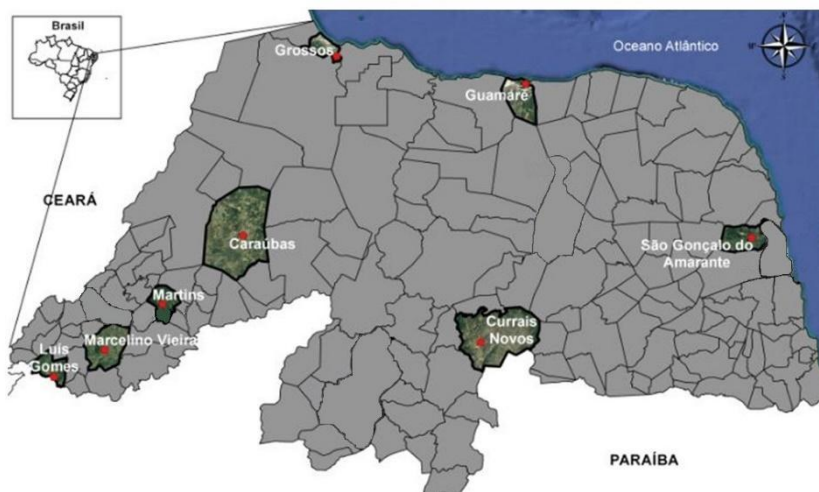 Brasil
Oceano Atlântico
Grossos
Guamaré
CEARÁ
Caraúbas
São Gonçalo do
Amarante
Martins
Currais
Novos
Marcelino Vieira
Luís
Gomes
PARAÍBA